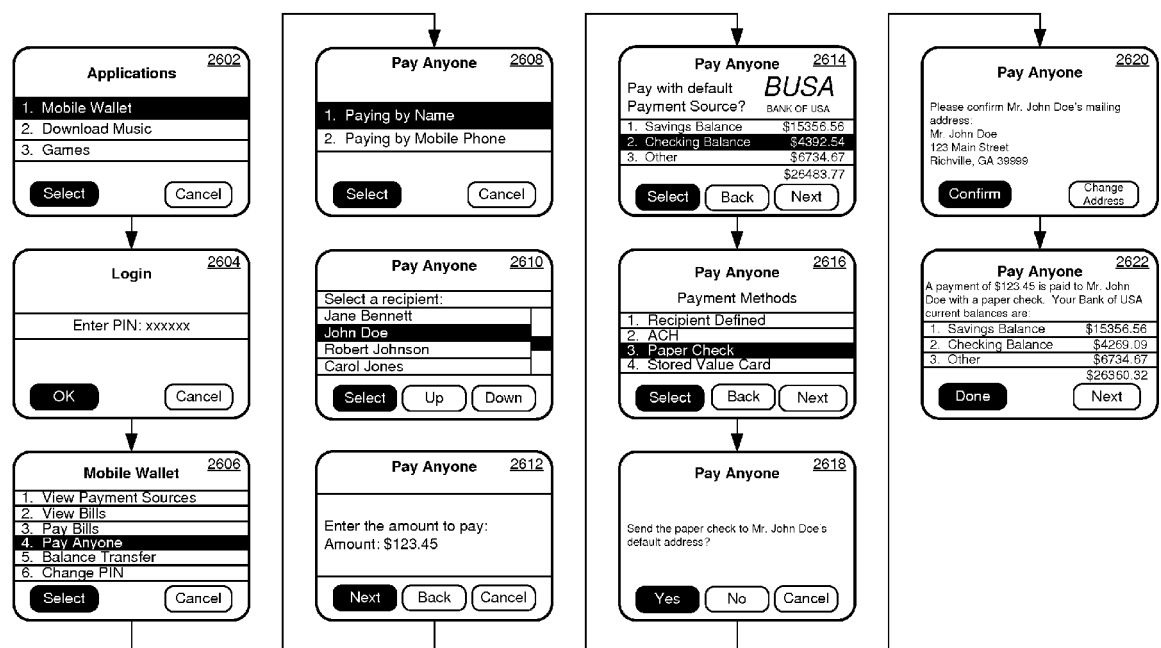 2602
Applications
1. Mobile Wallet
2. Download Music
3. Games
Select Cancel
2604
Login
Enter PIN: xxxxxx
OK Cancel
2606
Mobile Wallet
1. View Payment Sources
2. View Bills
3. Pay Bills
4. Pay Anyone
5. Balance Transfer
6. Change PIN
Select Cancel
2608
Pay Anyone
1. Paying by Name
2. Paying by Mobile Phone
Select Cancel
2610
Pay Anyone
Select a recipient:
Jane Bennett
John Doe
Robert Johnson
Carol Jones
Select Up Down
2612
Pay Anyone
Enter the amount to pay:
Amount: $123.45
Next Back Cancel
2614
Pay Anyone
Pay with default BUSA
Payment Source? BANK OF USA
1. Savings Balance $15356.56
2. Checking Balance $4392.54
3. Other $6734.67
$26483.77
Select Back Next
2616
Pay Anyone
Payment Methods
1. Recipient Defined
2. ACH
3. Paper Check
4. Stored Value Card
Select Back Next
2618
Pay Anyone
Send the paper check to Mr. John Doe's
default address?
Yes No Cancel
2620
Pay Anyone
Please confirm Mr. John Doe's mailing
address:
Mr. John Doe
123 Main Street
Richville, GA 39999
Confirm Change
Address
2622
Pay Anyone
A payment of $123.45 is paid to Mr. John
Doe with a paper check. Your Bank of USA
current balances are:
1. Savings Balance $15356.56
2. Checking Balance $4269.09
3. Other $6734.67
$26360.32
Done Next